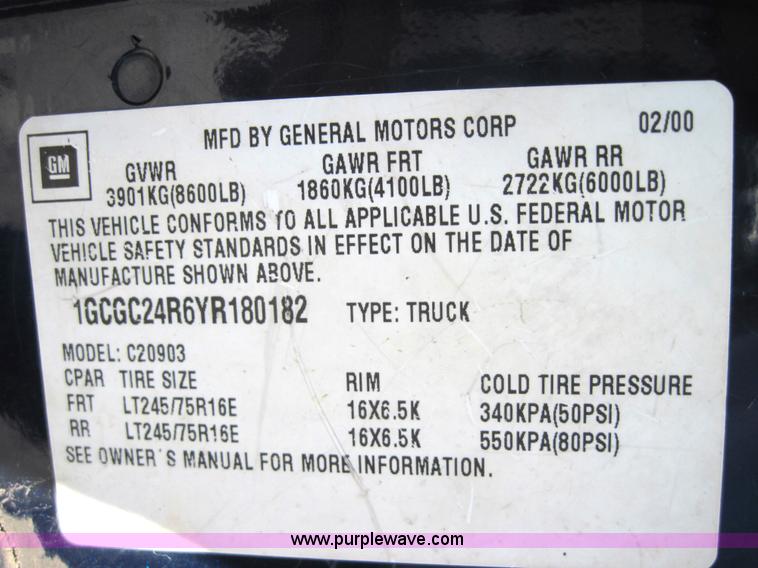 MFD BY GENERAL MOTORS CORP 02/00
GM
GVWR GAWR FRT GAWR RR
3901KG(8600LB) 1860KG(4100LB) 2722KG(6000LB)
THIS VEHICLE CONFORMS TO ALL APPLICABLE U.S. FEDERAL MOTOR
VEHICLE SAFETY STANDARDS IN EFFECT ON THE DATE OF
MANUFACTURE SHOWN ABOVE.
1GCGC24R6YR180182 TYPE: TRUCK
MODEL: C20903
CPAR TIRE SIZE RIM COLD TIRE PRESSURE
FRT LT245/75R16E 16X6.5K 340KPA(50PSI)
RR LT245/75R16E 16X6.5K 550KPA(80PSI)
SEE OWNER'S MANUAL FOR MORE INFORMATION.
www.purplewave.com